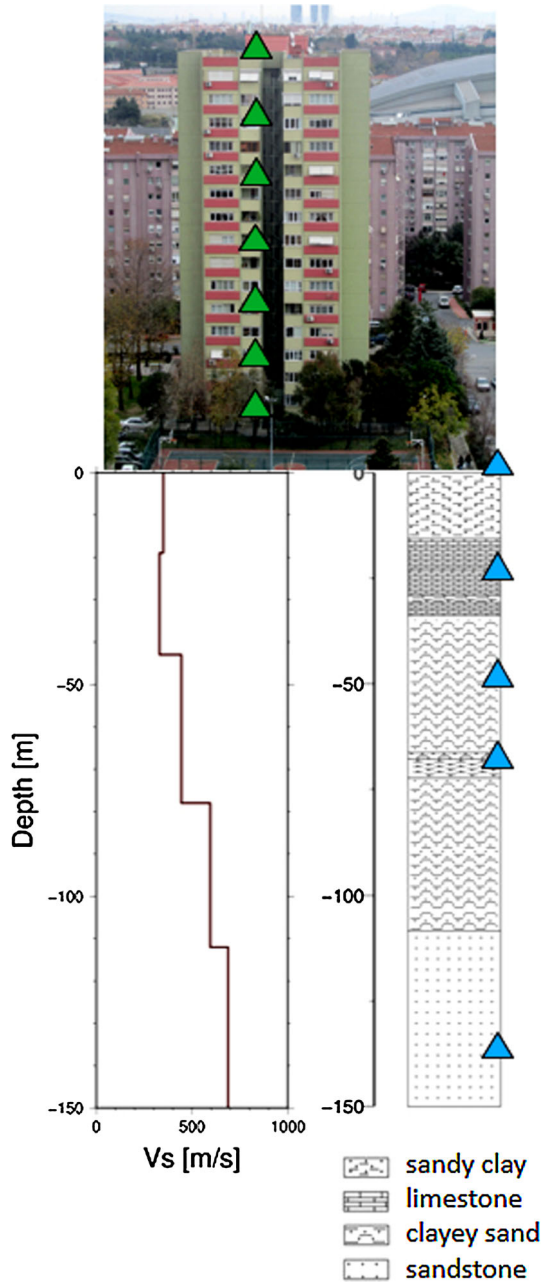 0
0
−50
−50
Depth [m]
−100
−100
−150
−150
0
500
1000
Vs [m/s]
sandy clay
limestone
clayey sand
sandstone